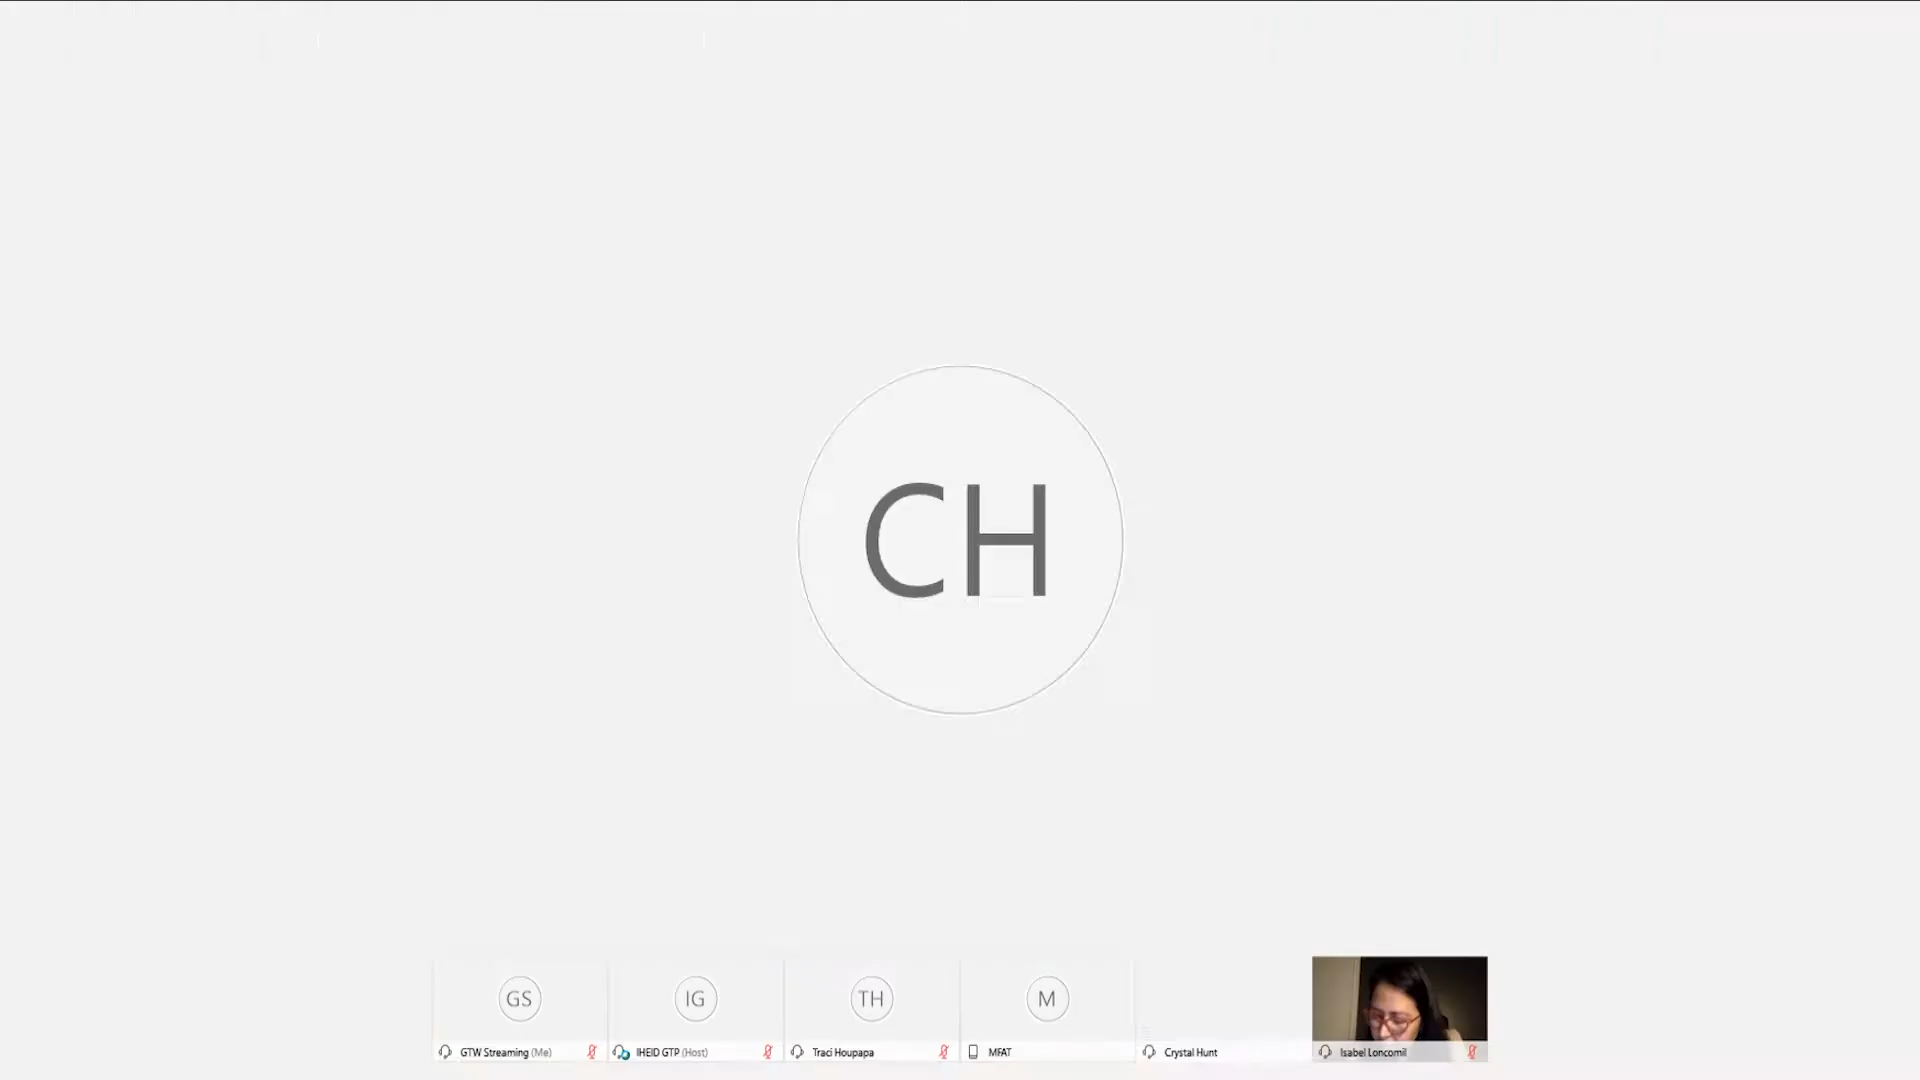 CH
GS
IG
TH
M
GTW Streaming (Me)
IHEID GTP (Host)
Traci Houpapa
MFAT
Crystal Hunt
Isabel Loncomil